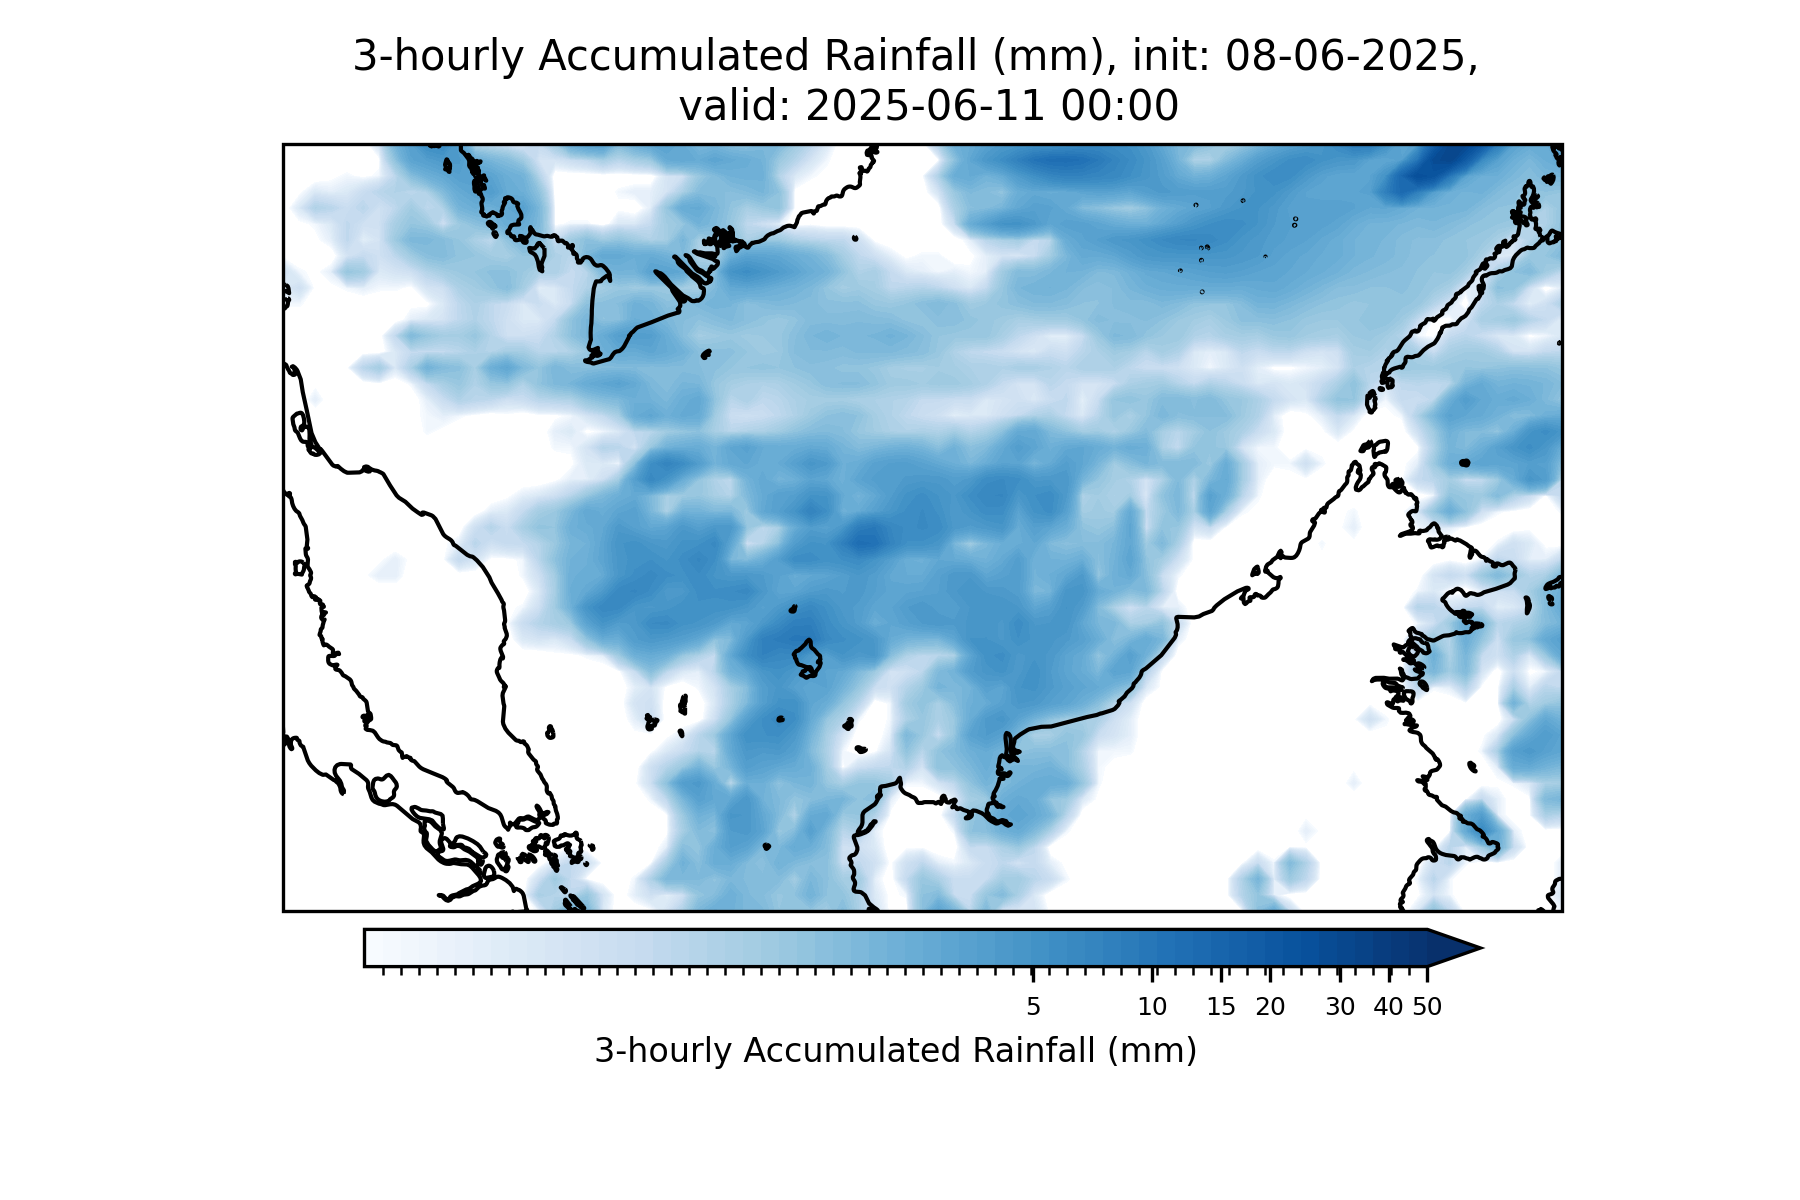 3-hourly Accumulated Rainfall (mm), init: 08-06-2025,
valid: 2025-06-11 00:00
5 10 15 20 30 40 50
3-hourly Accumulated Rainfall (mm)